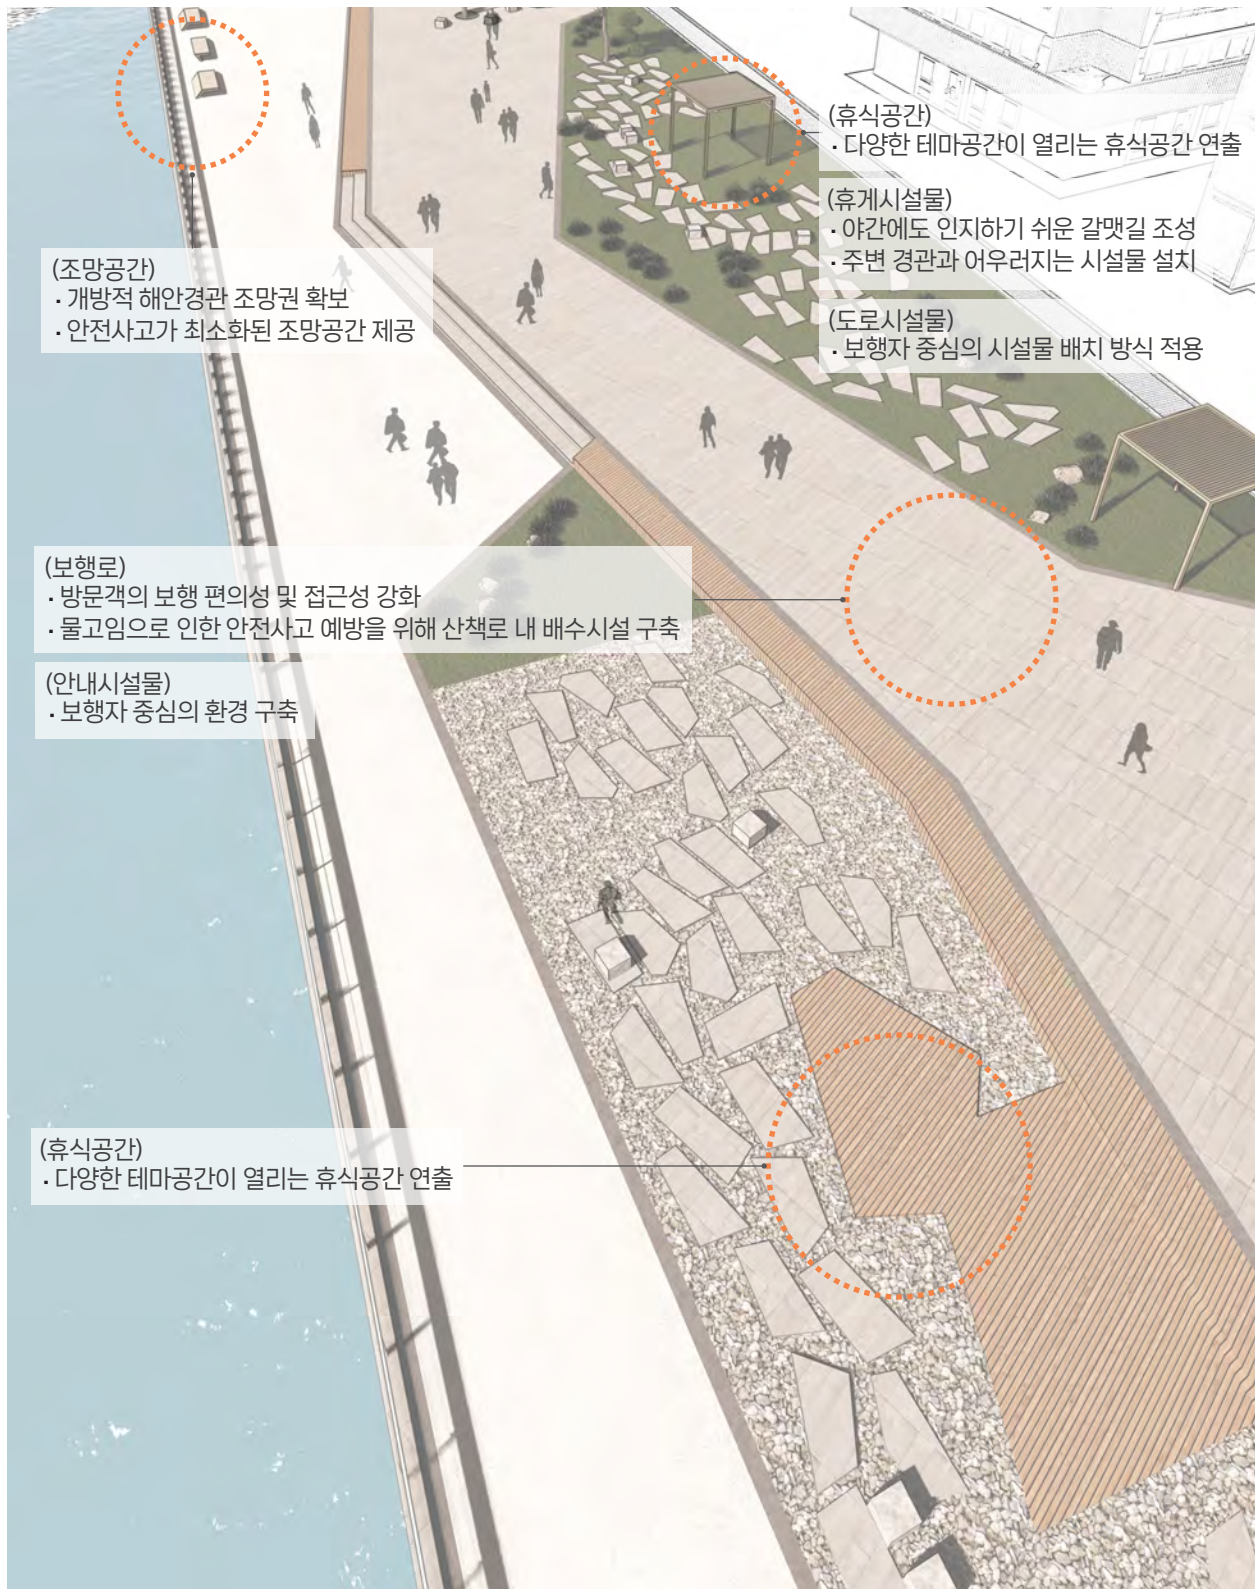 (휴식공간)
· 다양한 테마공간이 열리는 휴식공간 연출
(휴게시설물)
· 야간에도 인지하기 쉬운 갈맷길 조성
· 주변 경관과 어우러지는 시설물 설치
(도로시설물)
· 보행자 중심의 시설물 배치 방식 적용
(조망공간)
· 개방적 해안경관 조망권 확보
· 안전사고가 최소화된 조망공간 제공
(보행로)
· 방문객의 보행 편의성 및 접근성 강화
· 물고임으로 인한 안전사고 예방을 위해 산책로 내 배수시설 구축
(안내시설물)
· 보행자 중심의 환경 구축
(휴식공간)
· 다양한 테마공간이 열리는 휴식공간 연출